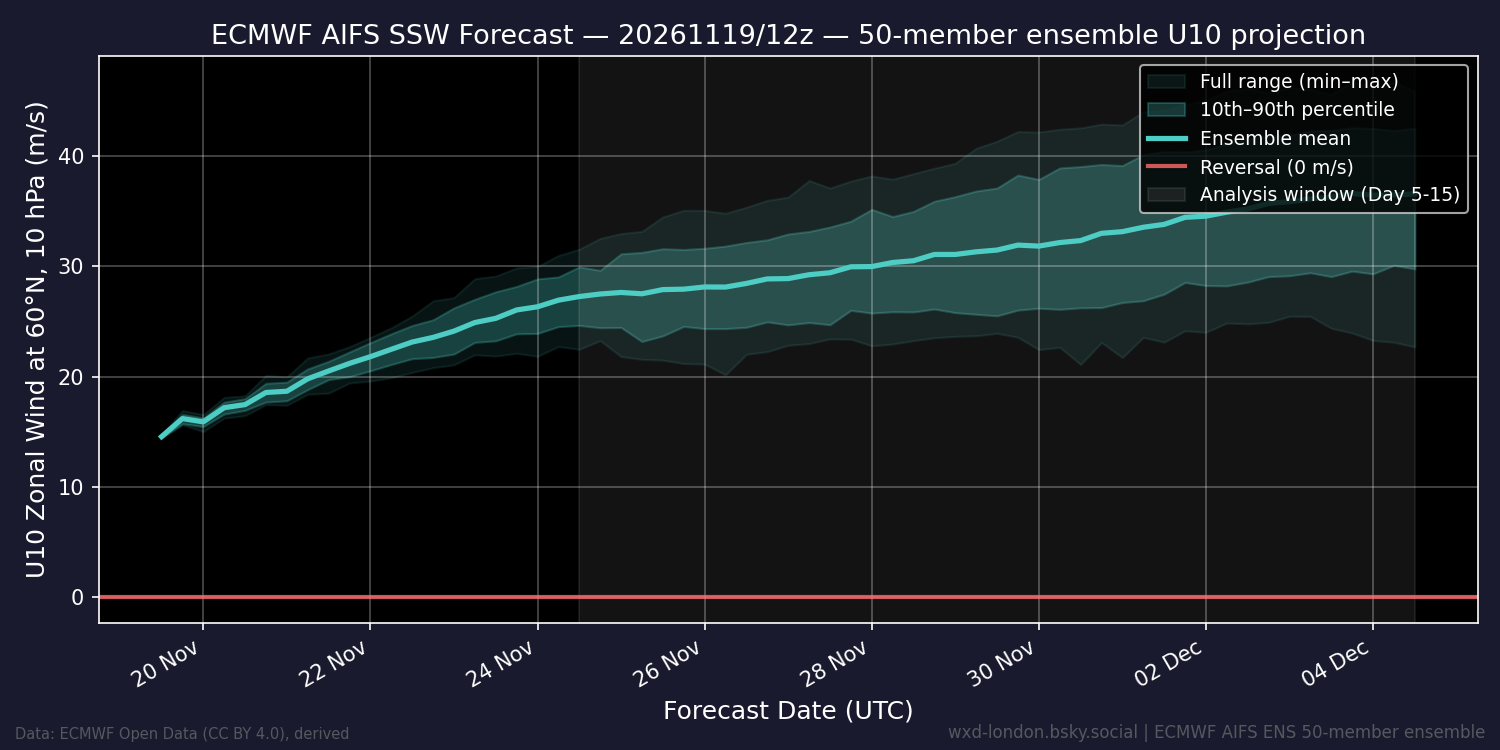 ECMWF AIFS SSW Forecast — 20261119/12z — 50-member ensemble U10 projection
Full range (min–max)
10th–90th percentile
Ensemble mean
Reversal (0 m/s)
Analysis window (Day 5-15)
U10 Zonal Wind at 60°N, 10 hPa (m/s)
40
30
20
10
0
20 Nov
22 Nov
24 Nov
26 Nov
28 Nov
30 Nov
02 Dec
04 Dec
Forecast Date (UTC)
Data: ECMWF Open Data (CC BY 4.0), derived
wxd-london.bsky.social | ECMWF AIFS ENS 50-member ensemble